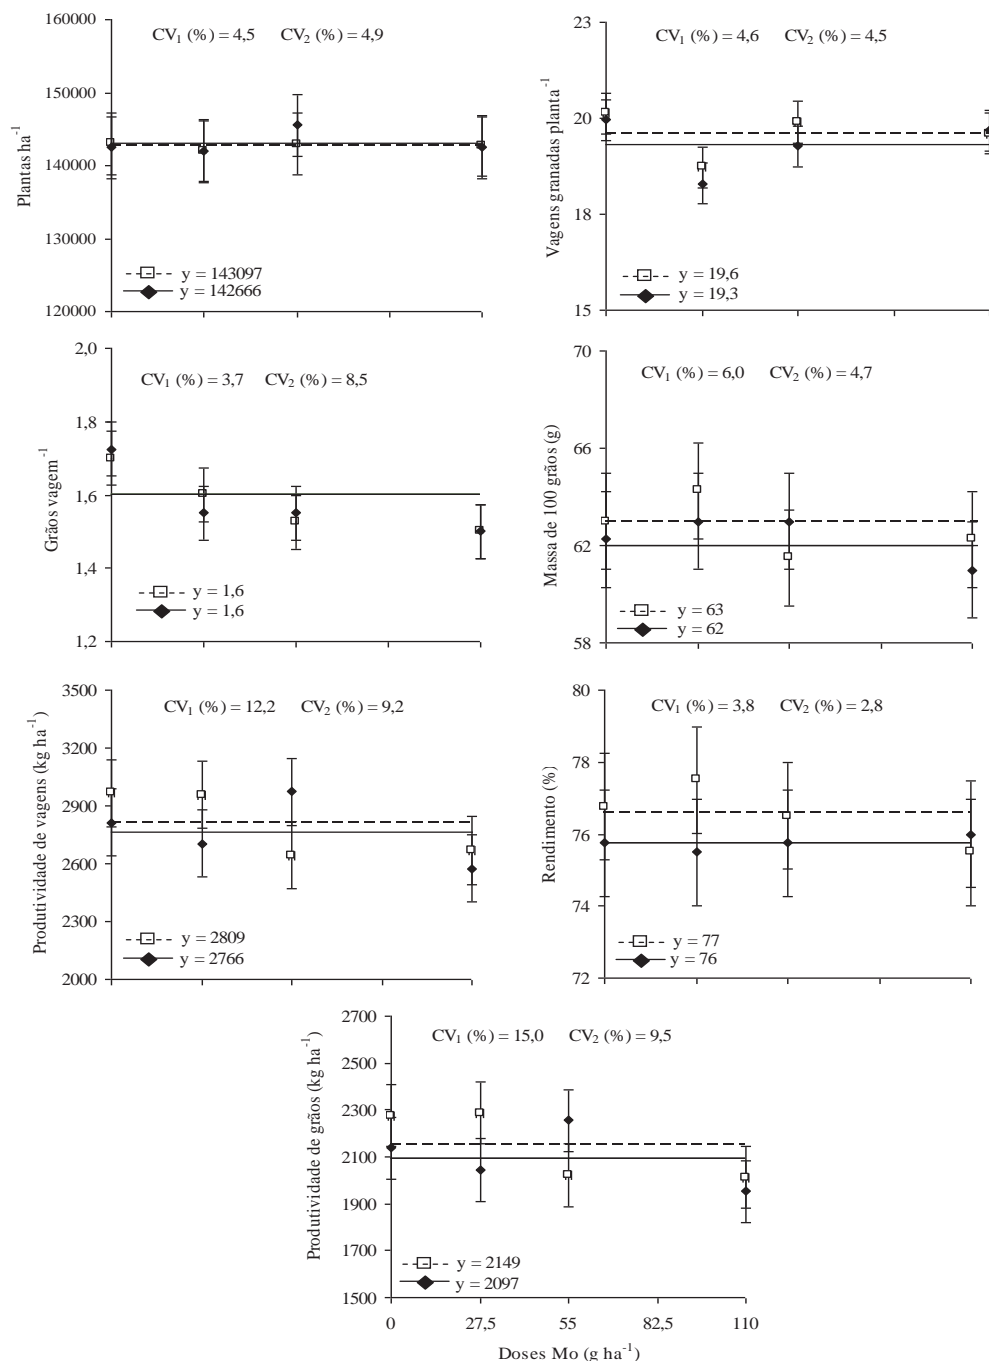 160000
CV₁ (%) = 4,5 CV₂ (%) = 4,9
150000
140000
130000
120000
Plantas ha⁻¹
y = 143097
y = 142666
23
CV₁ (%) = 4,6 CV₂ (%) = 4,5
20
18
15
Vagens granadas planta⁻¹
y = 19,6
y = 19,3
2,0
CV₁ (%) = 3,7 CV₂ (%) = 8,5
1,8
1,6
1,4
1,2
Grãos vagem⁻¹
y = 1,6
y = 1,6
70
CV₁ (%) = 6,0 CV₂ (%) = 4,7
66
62
58
Massa de 100 grãos (g)
y = 63
y = 62
3500
CV₁ (%) = 12,2 CV₂ (%) = 9,2
3200
2900
2600
2300
2000
Produtividade de vagens (kg ha⁻¹)
y = 2809
y = 2766
80
CV₁ (%) = 3,8 CV₂ (%) = 2,8
78
76
74
72
Rendimento (%)
y = 77
y = 76
2700
CV₁ (%) = 15,0 CV₂ (%) = 9,5
2500
2300
2100
1900
1700
1500
Produtividade de grãos (kg ha⁻¹)
y = 2149
y = 2097
0 27,5 55 82,5 110
Doses Mo (g ha⁻¹)